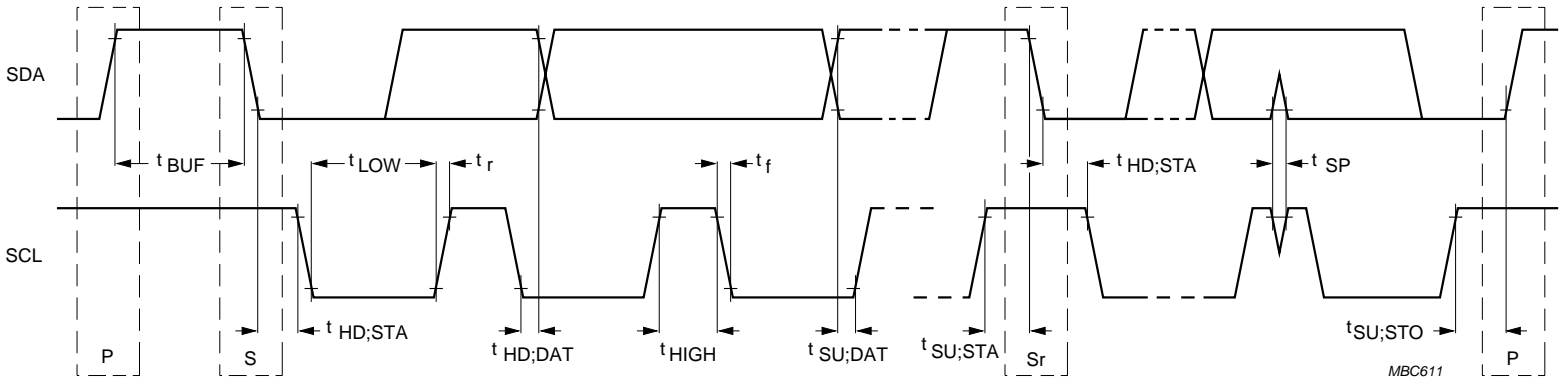 SDA
t BUF
t LOW
t r
t f
t HD;STA
t SP
SCL
t HD;STA
t HD;DAT
t HIGH
t SU;DAT
t SU;STA
t SU;STO
P
S
Sr
P
MBC611